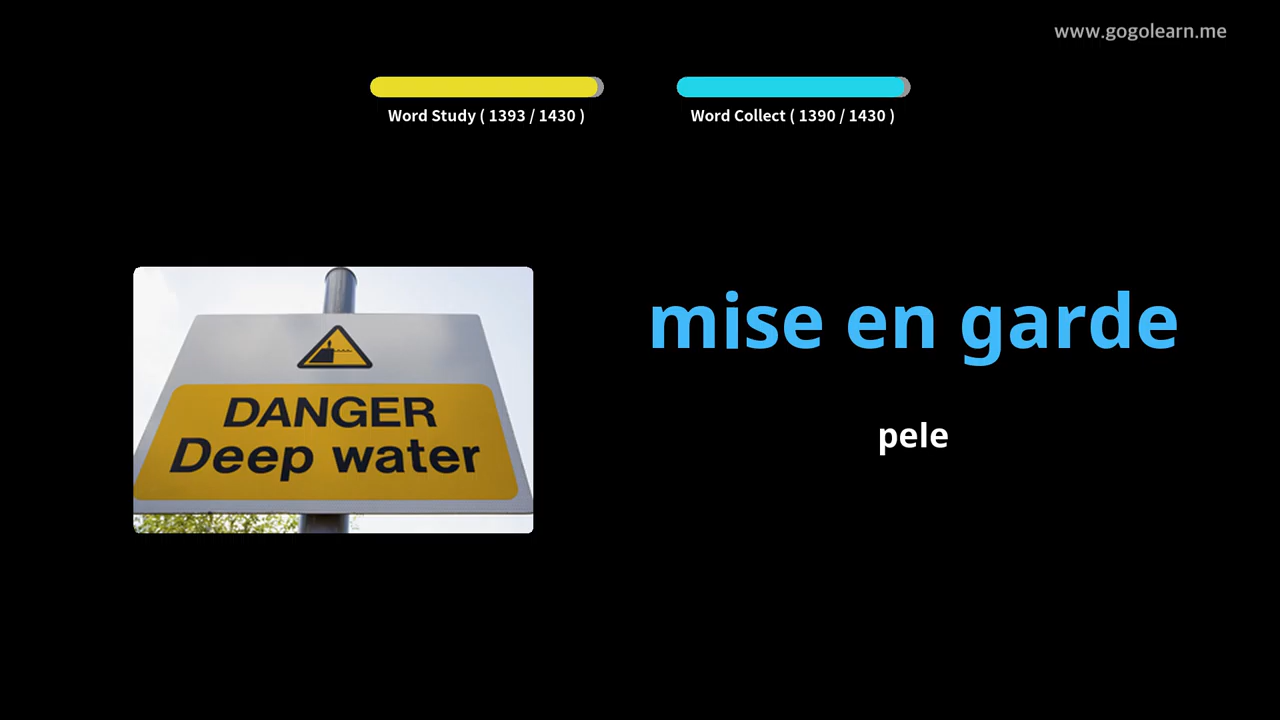 www.gogolearn.me
Word Study ( 1393 / 1430 )
Word Collect ( 1390 / 1430 )
DANGER
Deep water
mise en garde
pele